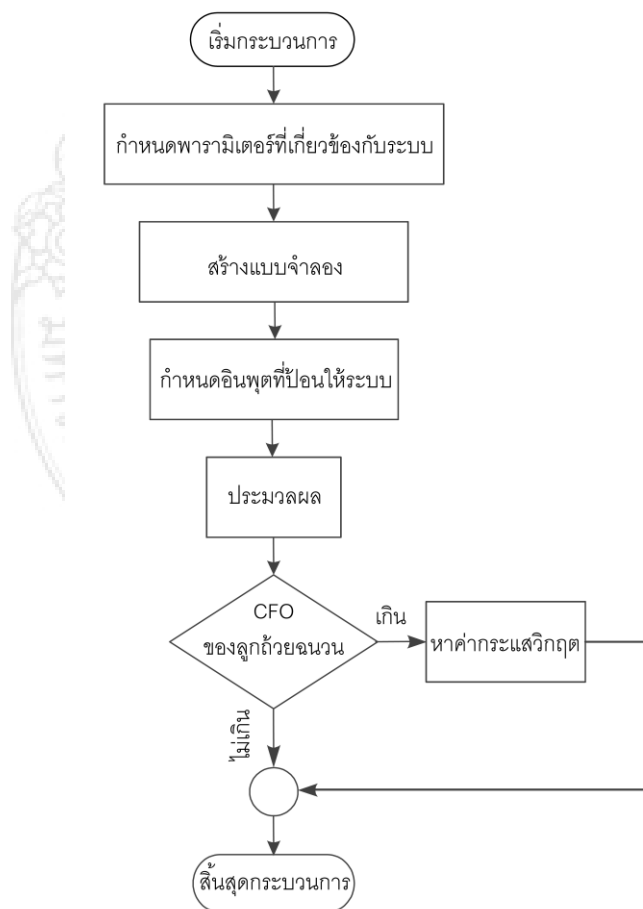 เริ่มกระบวนการ
กำหนดพารามิเตอร์ที่เกี่ยวข้องกับระบบ
สร้างแบบจำลอง
กำหนดอินพุตที่ป้อนให้ระบบ
ประมวลผล
CFO
ของลูกถ้วยฉนวน
เกิน
หาค่ากระแสวิกฤต
ไม่เกิน
สิ้นสุดกระบวนการ